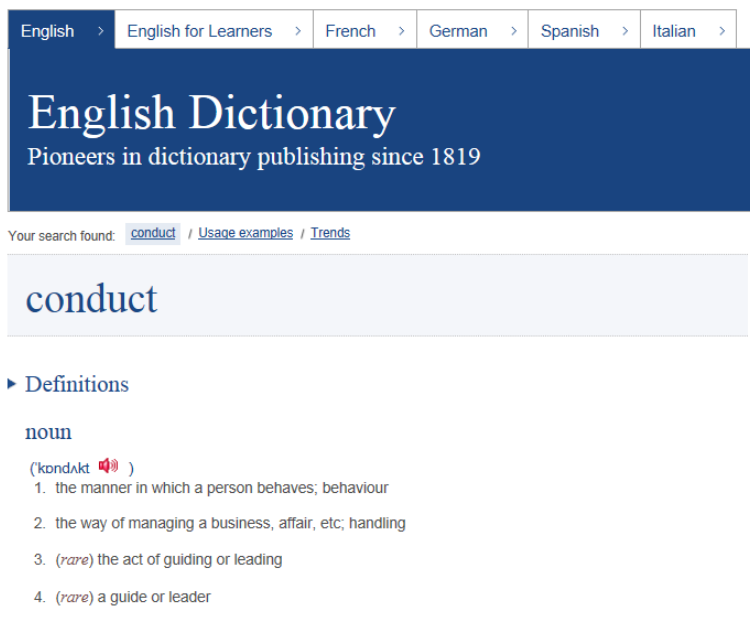 English > English for Learners > French > German > Spanish > Italian >
English Dictionary
Pioneers in dictionary publishing since 1819
Your search found: conduct / Usage examples / Trends
conduct
Definitions
noun
(ˈkɒndʌkt )
1. the manner in which a person behaves; behaviour
2. the way of managing a business, affair, etc; handling
3. (rare) the act of guiding or leading
4. (rare) a guide or leader